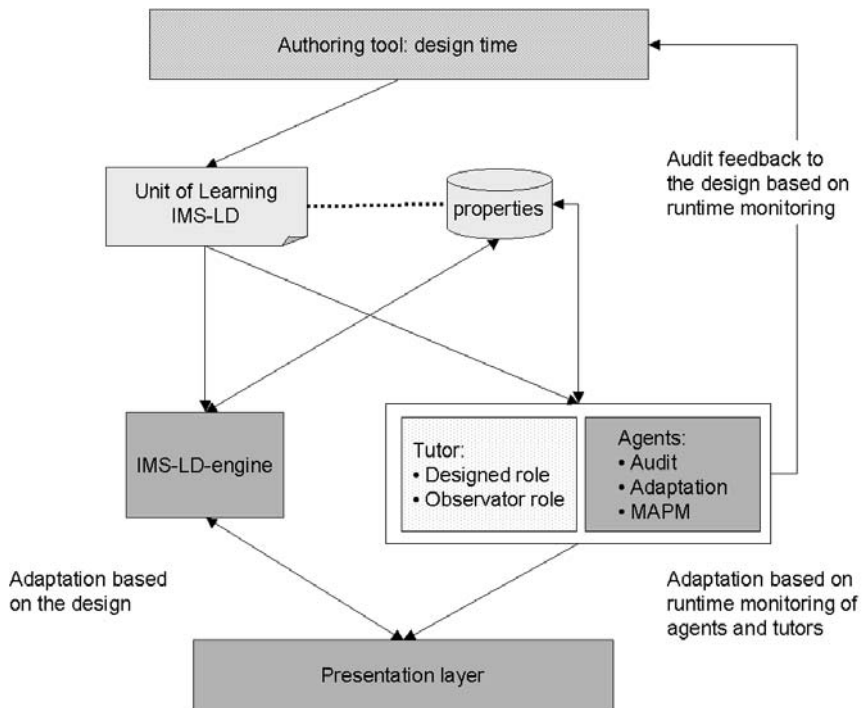 Authoring tool: design time
Audit feedback to
the design based on
runtime monitoring
Unit of Learning
IMS-LD
properties
IMS-LD-engine
Tutor:
• Designed role
• Observator role
Agents:
• Audit
• Adaptation
• MAPM
Adaptation based
on the design
Adaptation based on
runtime monitoring of
agents and tutors
Presentation layer